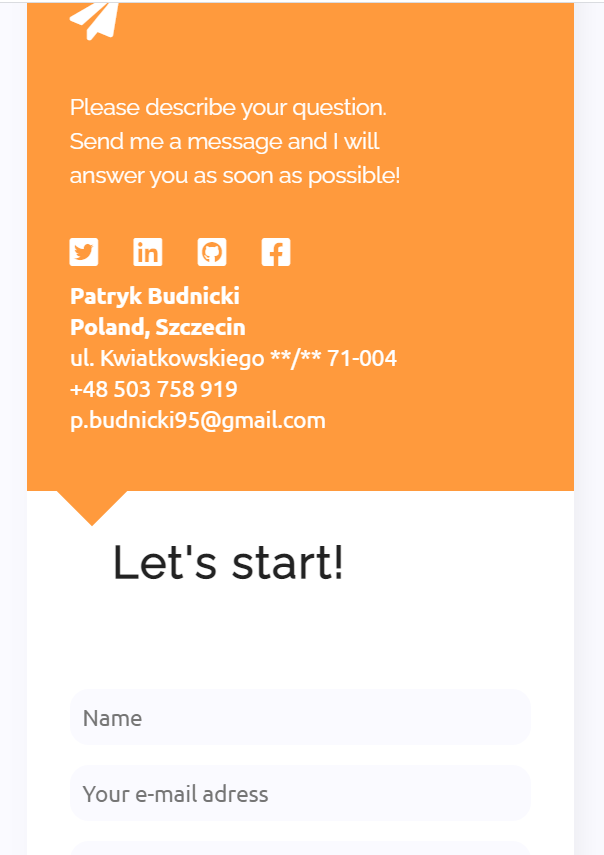 Please describe your question.
Send me a message and I will
answer you as soon as possible!
Patryk Budnicki
Poland, Szczecin
ul. Kwiatkowskiego **/** 71-004
+48 503 758 919
p.budnicki95@gmail.com
Let's start!
Name
Your e-mail adress